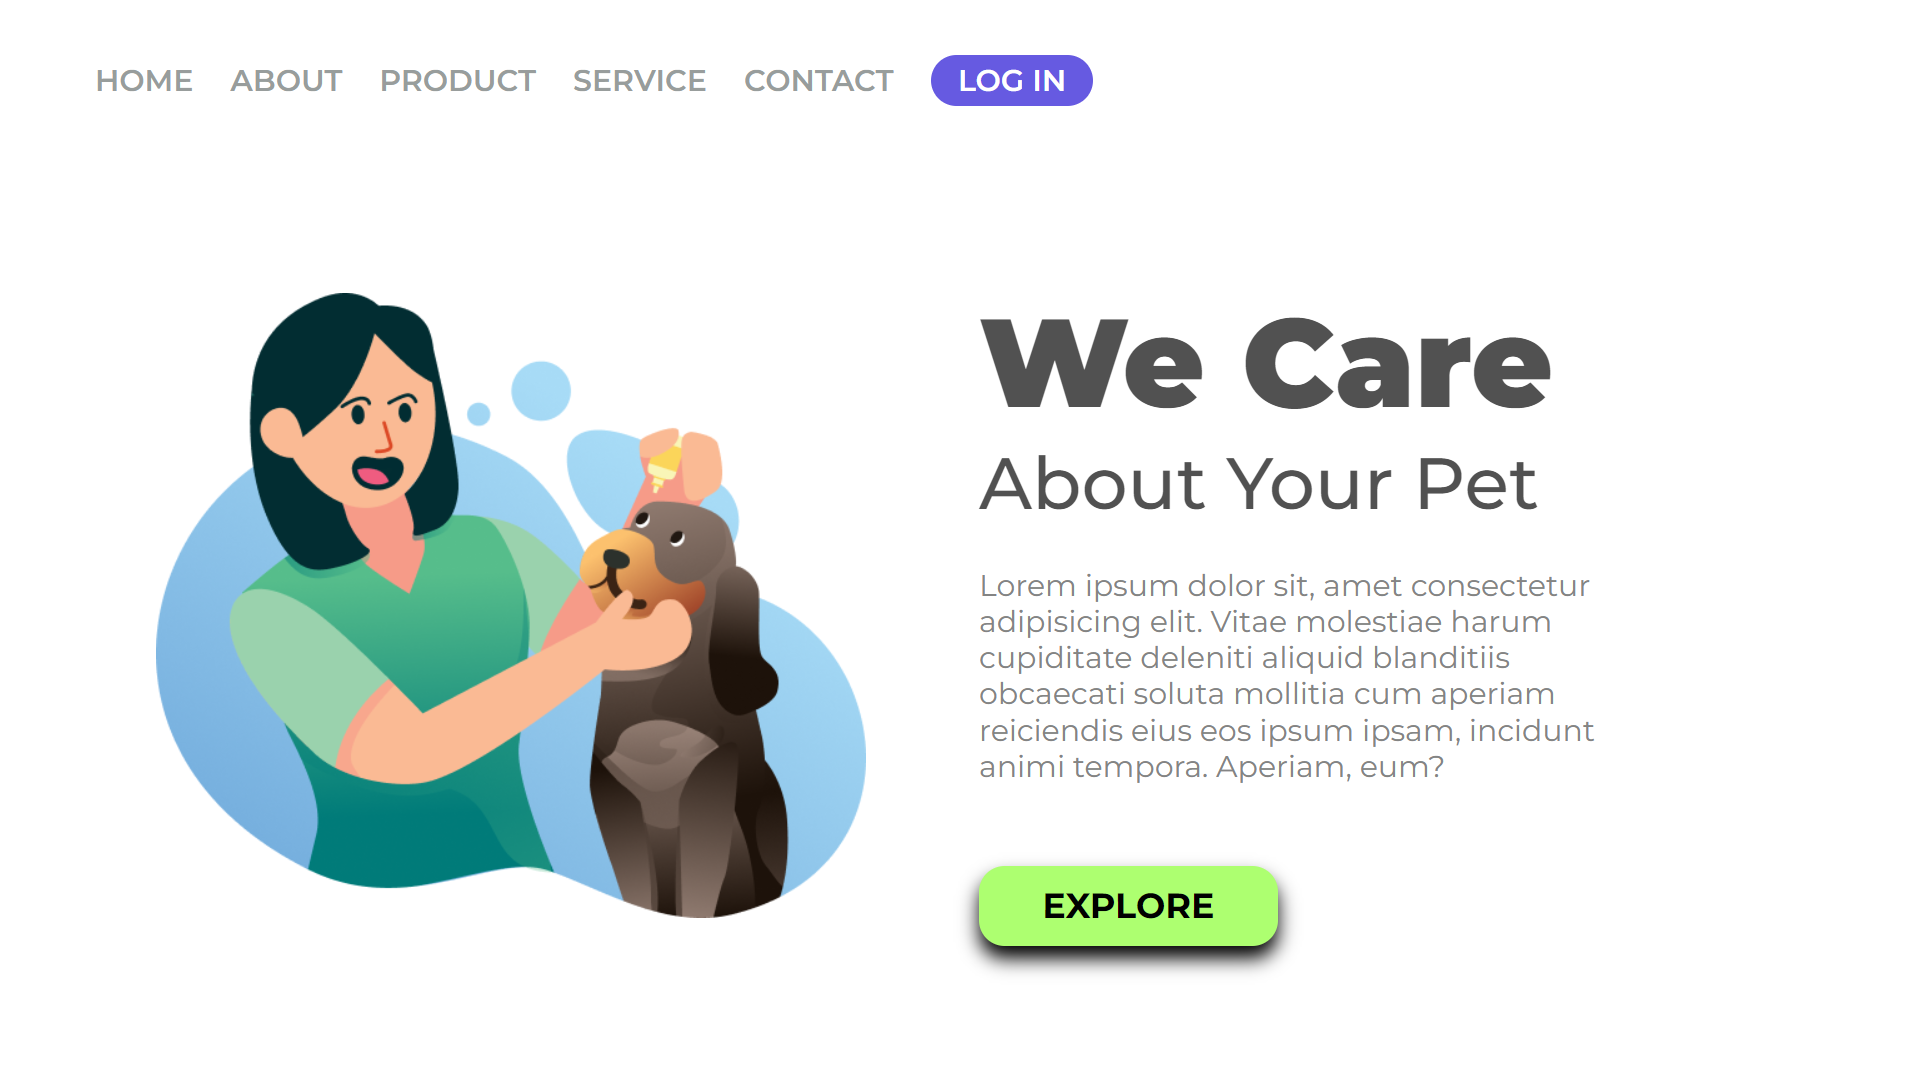 HOME ABOUT PRODUCT SERVICE CONTACT LOG IN
We Care
About Your Pet
Lorem ipsum dolor sit, amet consectetur
adipisicing elit. Vitae molestiae harum
cupiditate deleniti aliquid blanditiis
obcaecati soluta mollitia cum aperiam
reiciendis eius eos ipsum ipsam, incidunt
animi tempora. Aperiam, eum?
EXPLORE